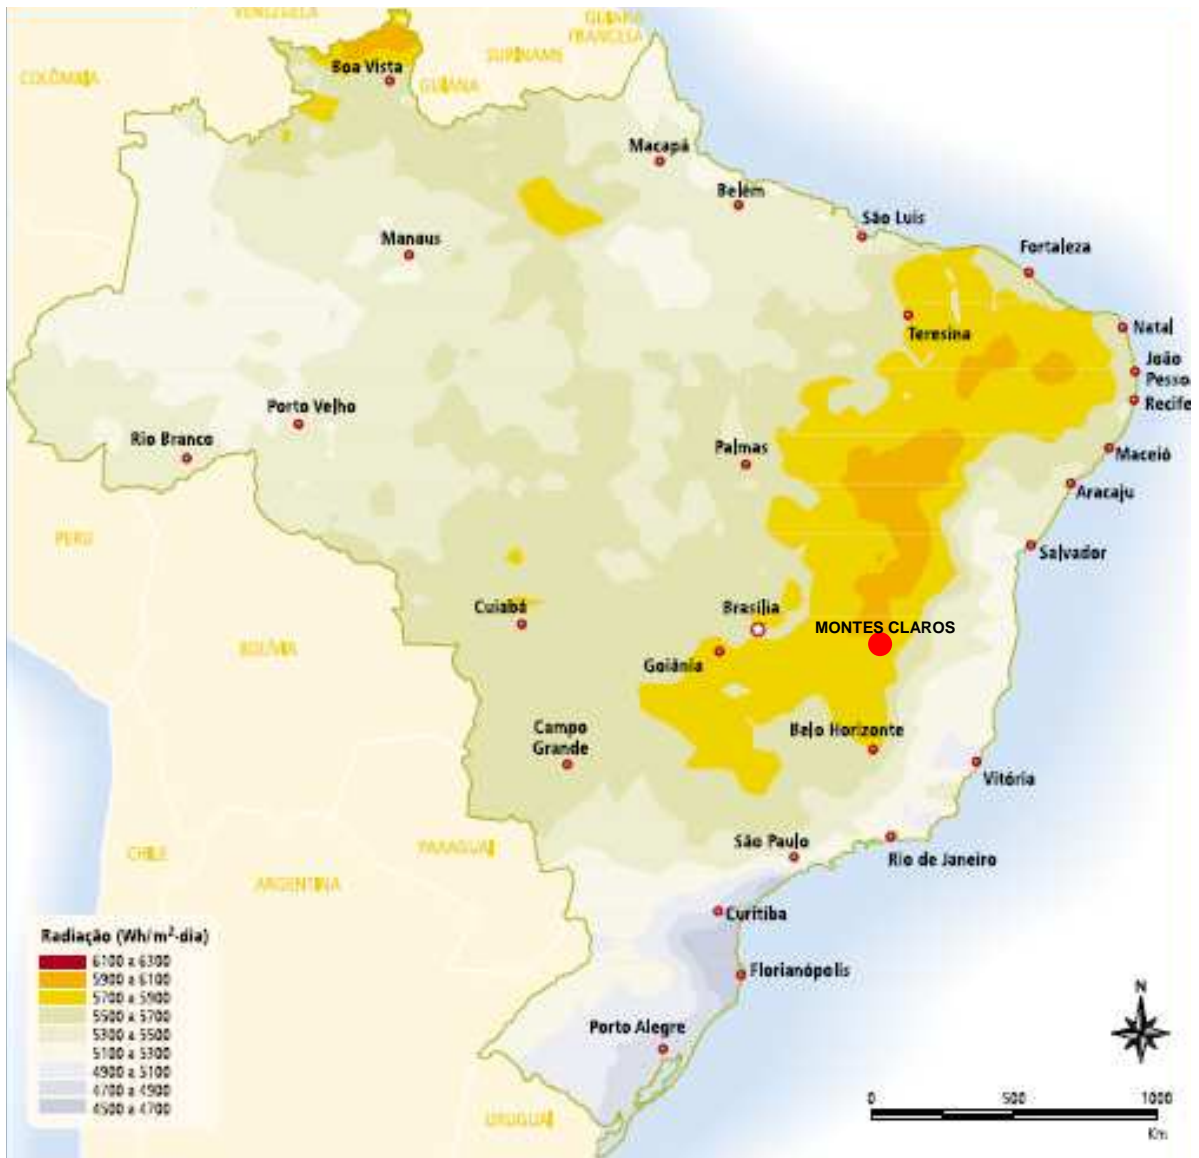 VENEZUELA
GUIANA
FRANCESA
SURINAME
COLÔMBIA
Boa Vista
GUIANA
Macapá
Belém
São Luis
Manaus
Fortaleza
Teresina
Natal
João
Pesso
Porto Velho
Recife
Rio Branco
Palmas
Maceió
Aracaju
PERU
Salvador
Cuiabá
Brasília
MONTES CLAROS
BOLÍVIA
Goiânia
Campo
Grande
Belo Horizonte
Vitória
São Paulo
PARAGUAI
CHILE
Rio de Janeiro
ARGENTINA
Curitiba
Radiação (Wh/m²-dia)
6100 a 6300
5900 a 6100
5700 a 5900
5500 a 5700
5300 a 5500
5100 a 5300
4900 a 5100
4700 a 4900
4500 a 4700
Florianópolis
N
Porto Alegre
0 500 1000
Km
URUGUAI